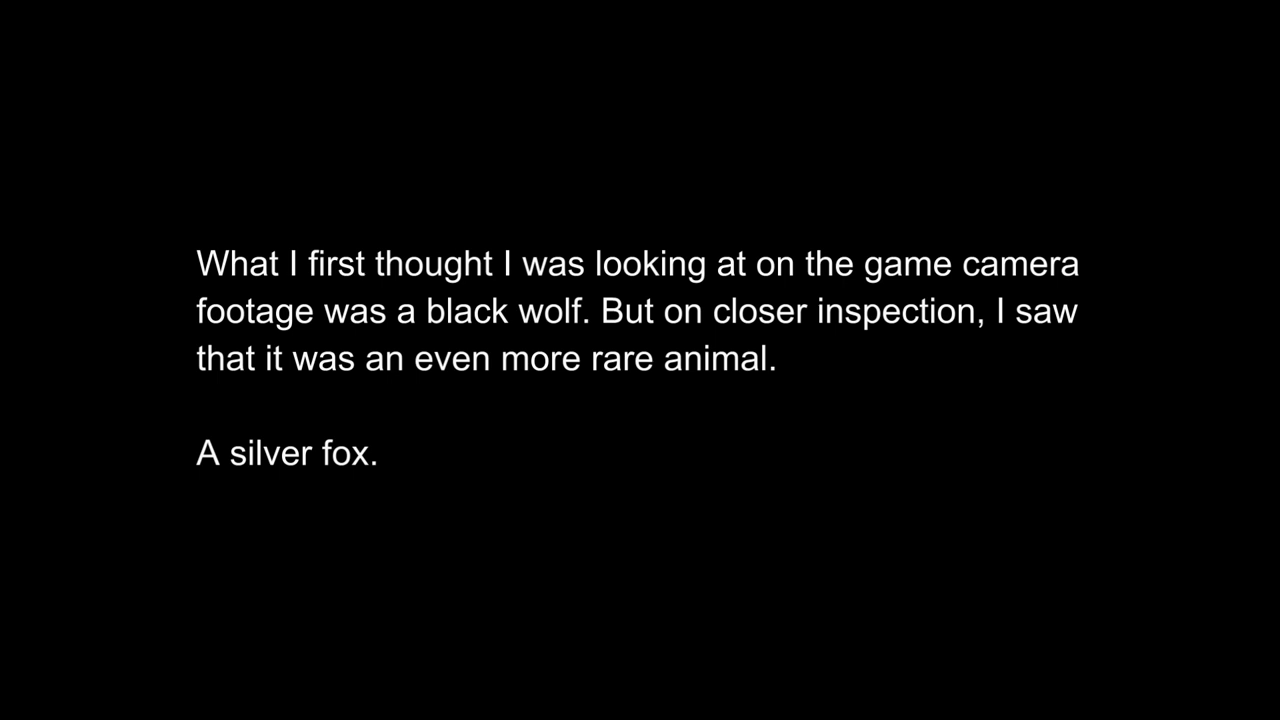 What I first thought I was looking at on the game camera
footage was a black wolf. But on closer inspection, I saw
that it was an even more rare animal.
A silver fox.